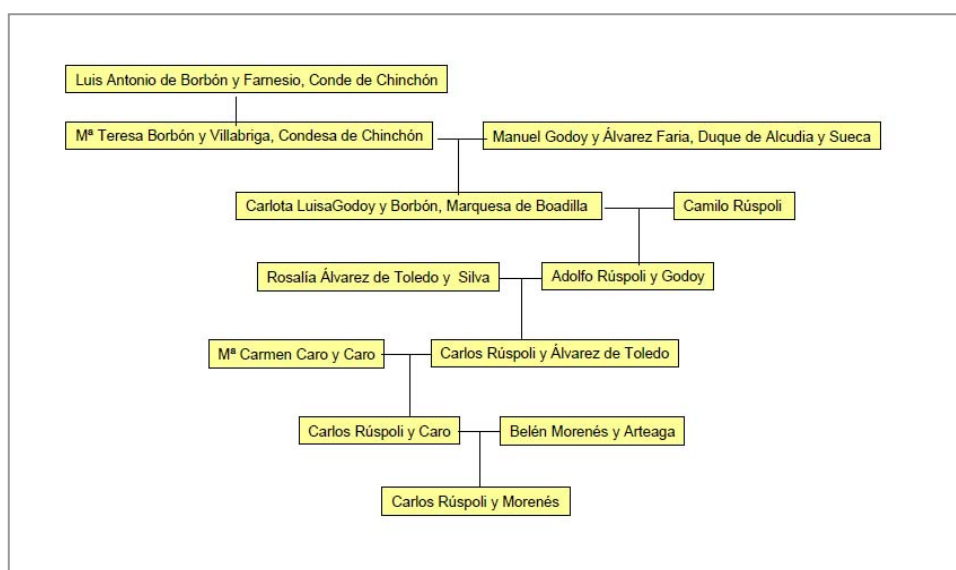 Luis Antonio de Borbón y Farnesio, Conde de Chinchón
Mª Teresa Borbón y Villabriga, Condesa de Chinchón
Manuel Godoy y Álvarez Faria, Duque de Alcudia y Sueca
Carlota LuisaGodoy y Borbón, Marquesa de Boadilla
Camilo Rúspoli
Rosalía Álvarez de Toledo y Silva
Adolfo Rúspoli y Godoy
Mª Carmen Caro y Caro
Carlos Rúspoli y Álvarez de Toledo
Carlos Rúspoli y Caro
Belén Morenés y Arteaga
Carlos Rúspoli y Morenés